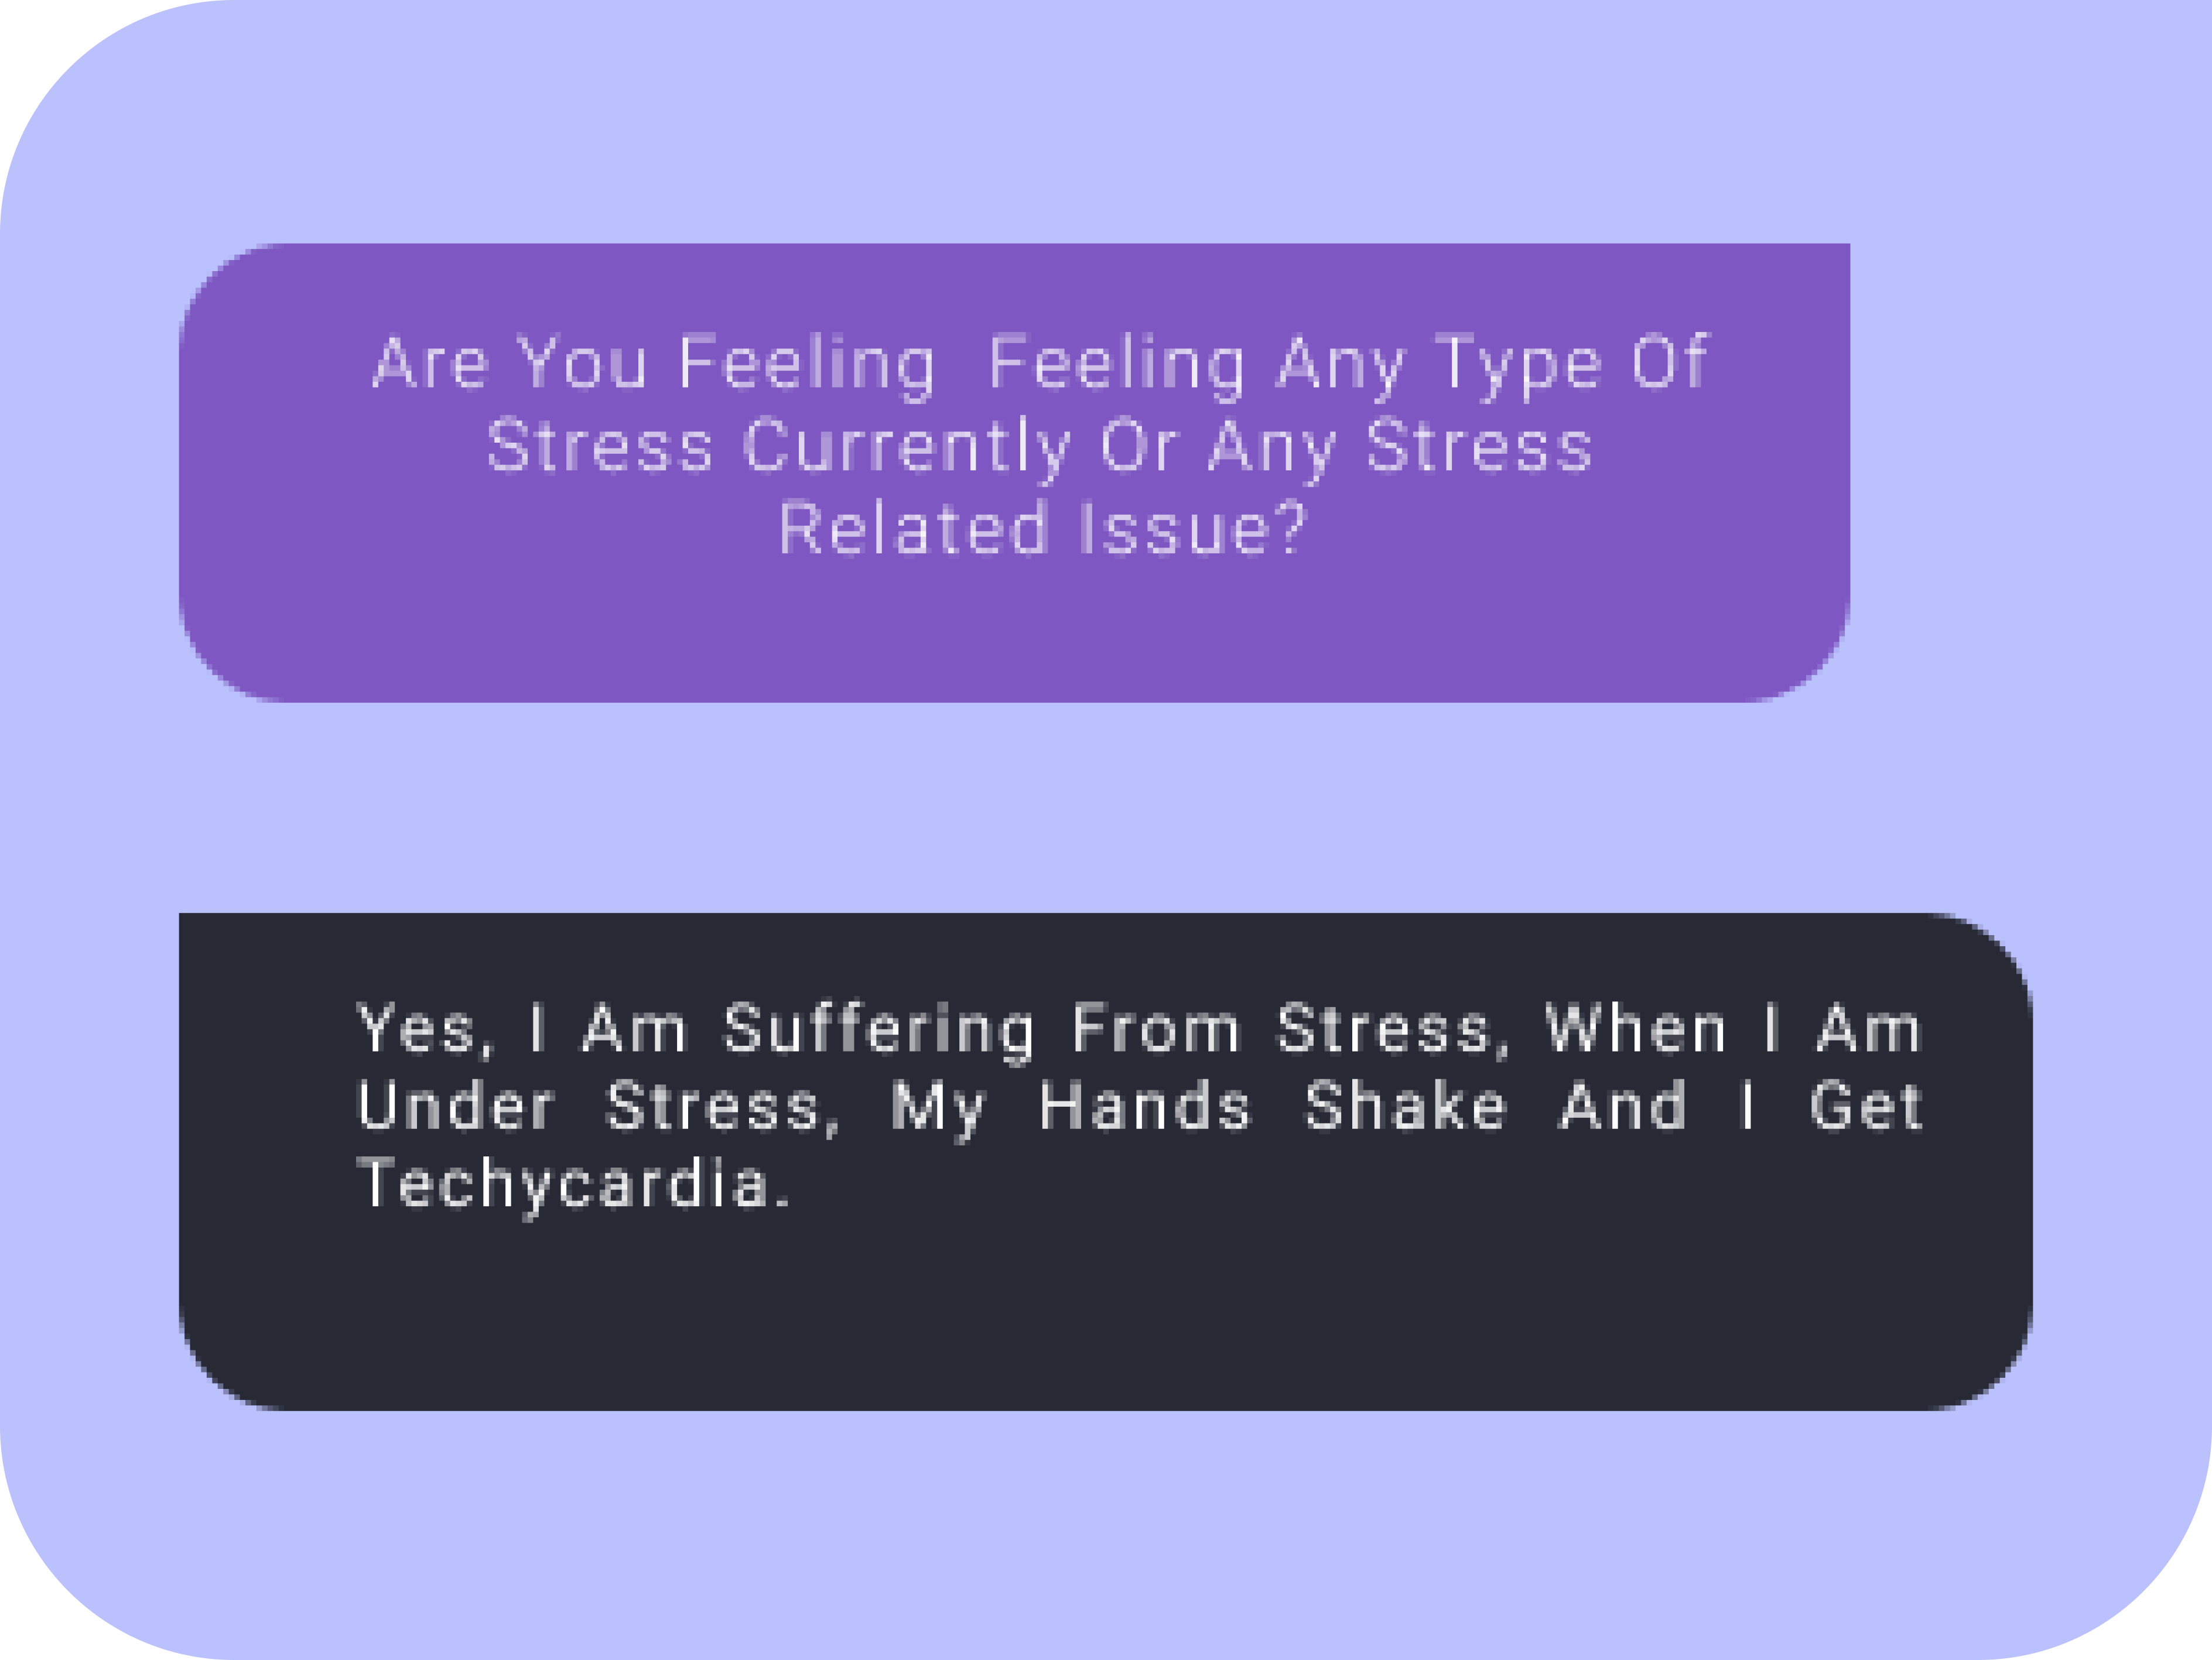 Are You Feeling Feeling Any Type Of
Stress Currently Or Any Stress
Related Issue?
Yes, I Am Suffering From Stress, When I Am
Under Stress, My Hands Shake And I Get
Techycardia.